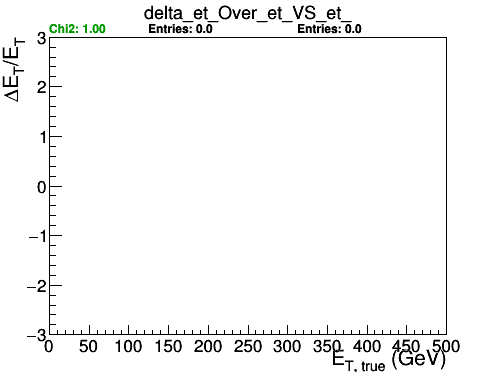 delta_et_Over_et_VS_et_
Chi2: 1.00 Entries: 0.0 Entries: 0.0
ΔE_T/E_T
3
2
1
0
−1
−2
−3
0 50 100 150 200 250 300 350 400 450 500
E_T, true (GeV)